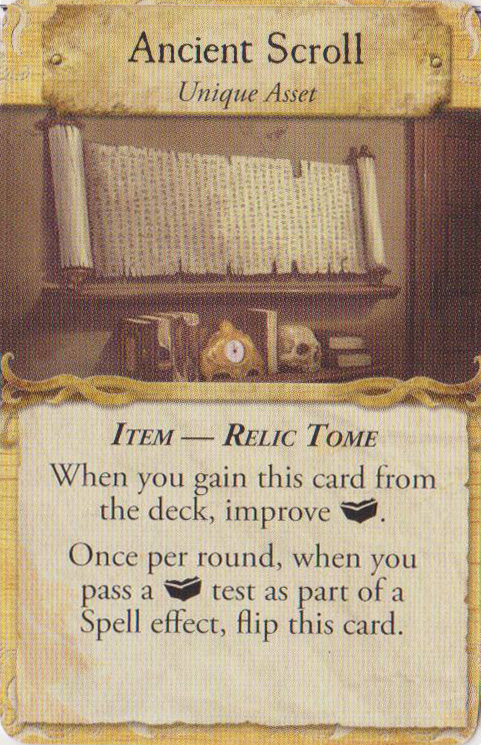 Ancient Scroll
Unique Asset
Item — Relic Tome
When you gain this card from
the deck, improve .
Once per round, when you
pass a test as part of a
Spell effect, flip this card.